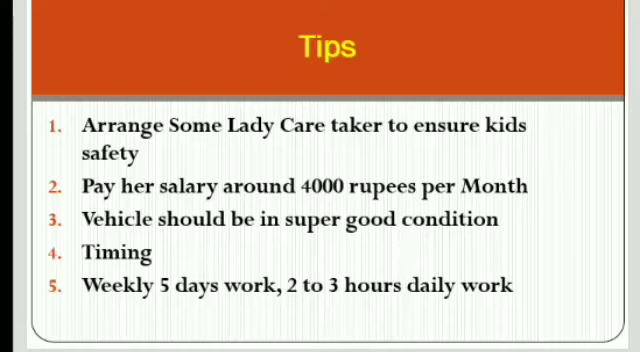 Tips
1. Arrange Some Lady Care taker to ensure kids
safety
2. Pay her salary around 4000 rupees per Month
3. Vehicle should be in super good condition
4. Timing
5. Weekly 5 days work, 2 to 3 hours daily work